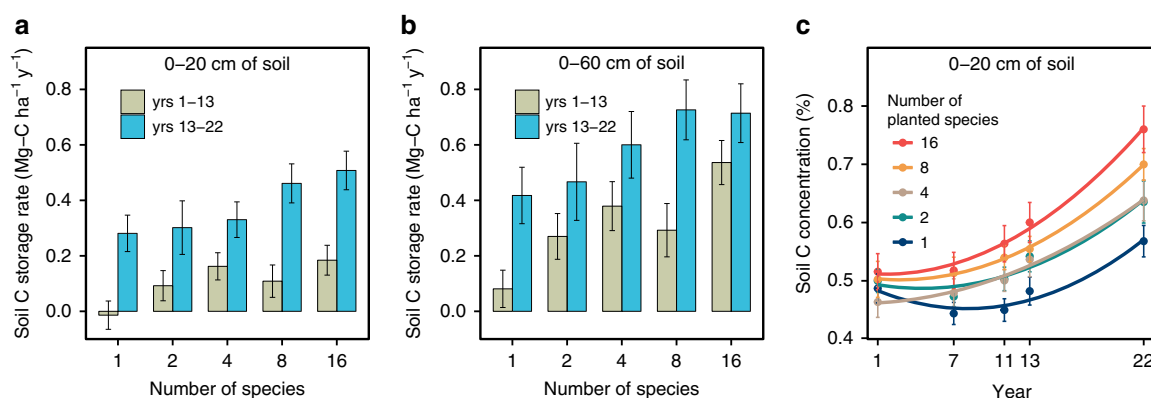 a
Soil C storage rate (Mg–C ha⁻¹ y⁻¹)
0–20 cm of soil
yrs 1–13
yrs 13–22
0.8
0.6
0.4
0.2
0.0
1 2 4 8 16
Number of species
b
Soil C storage rate (Mg–C ha⁻¹ y⁻¹)
0–60 cm of soil
yrs 1–13
yrs 13–22
0.8
0.6
0.4
0.2
0.0
1 2 4 8 16
Number of species
c
Soil C concentration (%)
0–20 cm of soil
Number of
planted species
16
8
4
2
1
0.8
0.7
0.6
0.5
0.4
1 7 11 13 22
Year